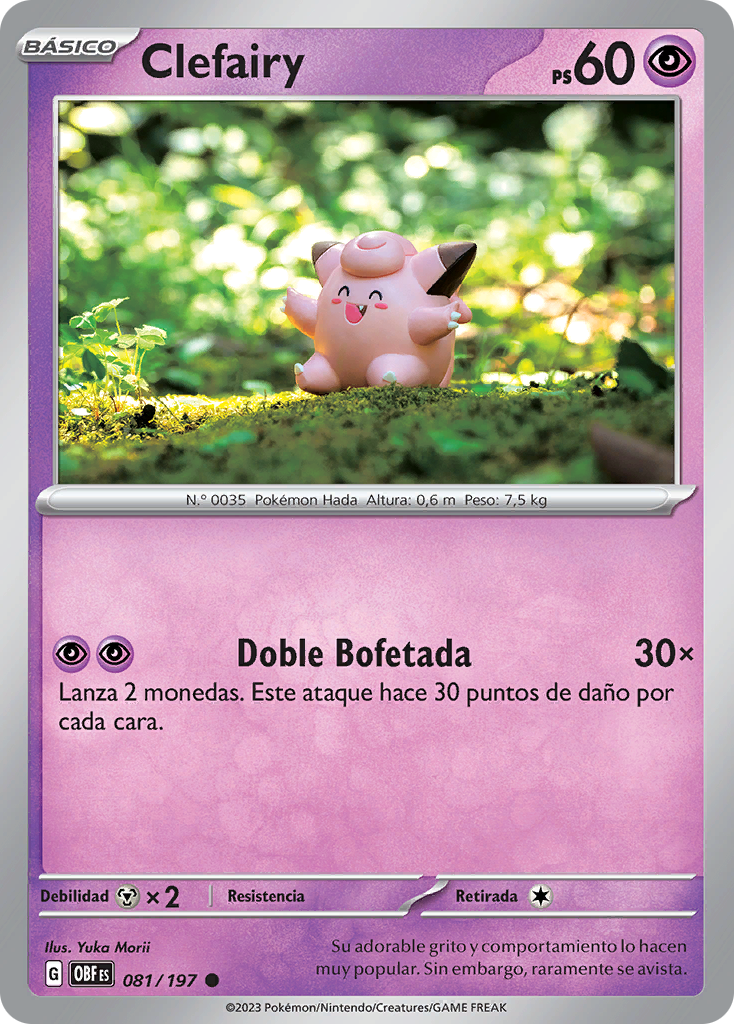 BÁSICO
Clefairy
PS60
N.º 0035 Pokémon Hada Altura: 0,6 m Peso: 7,5 kg
Doble Bofetada 30×
Lanza 2 monedas. Este ataque hace 30 puntos de daño por
cada cara.
Debilidad ×2 Resistencia Retirada
Ilus. Yuka Morii
Su adorable grito y comportamiento lo hacen
muy popular. Sin embargo, raramente se avista.
G OBF ES 081/197
©2023 Pokémon/Nintendo/Creatures/GAME FREAK